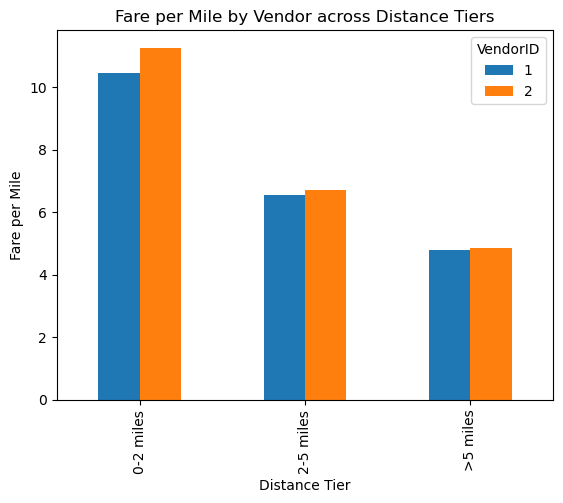 Fare per Mile by Vendor across Distance Tiers
VendorID
1
2
10
8
6
4
2
0
Fare per Mile
0-2 miles
2-5 miles
>5 miles
Distance Tier